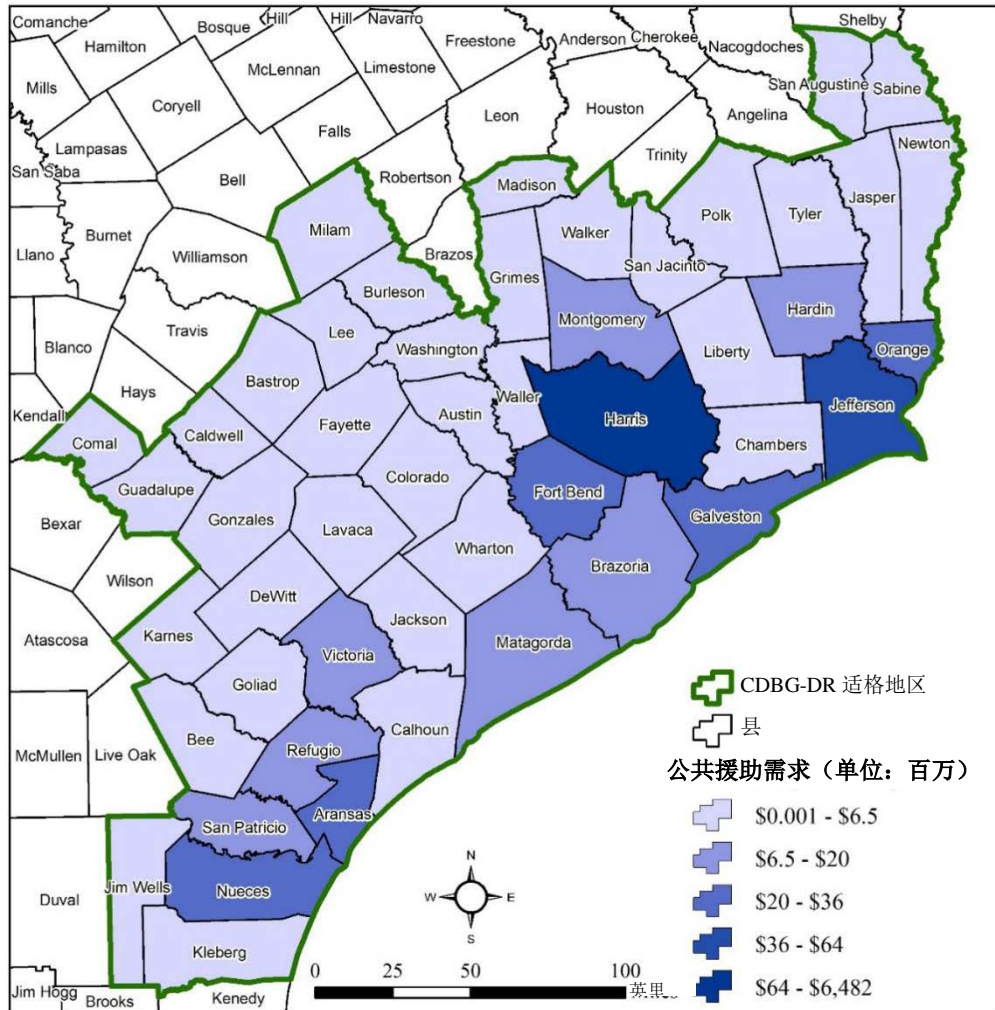 Comanche
Bosque
Hill
Hill
Navarro
Shelby
Hamilton
Freestone
Anderson
Cherokee
Nacogdoches
McLennan
Limestone
Mills
San Augustine
Sabine
Coryell
Leon
Houston
Angelina
Falls
Lampasas
Newton
San Saba
Bell
Robertson
Trinity
Madison
Jasper
Burnet
Milam
Walker
Polk
Tyler
Llano
Williamson
Brazos
San Jacinto
Grimes
Burleson
Montgomery
Hardin
Travis
Lee
Blanco
Washington
Liberty
Orange
Bastrop
Hays
Waller
Kendall
Austin
Harris
Jefferson
Fayette
Comal
Caldwell
Chambers
Colorado
Guadalupe
Fort Bend
Gonzales
Galveston
Bexar
Lavaca
Wharton
Brazoria
Wilson
DeWitt
Atascosa
Jackson
Karnes
Matagorda
Victoria
Goliad
CDBG-DR 适格地区
Calhoun
县
Bee
McMullen
Live Oak
Refugio
公共援助需求（单位：百万）
Aransas
San Patricio
$0.001 - $6.5
N
$6.5 - $20
Jim Wells
Nueces
W
E
Duval
$20 - $36
S
Kleberg
$36 - $64
0 25 50 100
英里
$64 - $6,482
Jim Hogg
Brooks
Kenedy